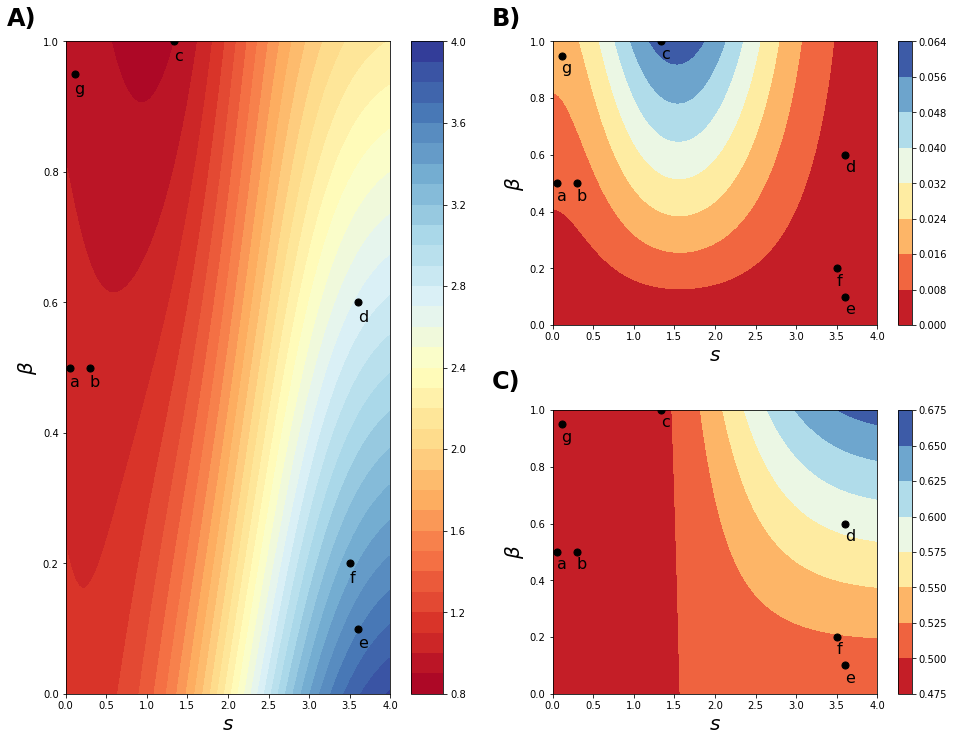 A)
1.0
0.8
0.6
0.4
0.2
0.0
β
0.0 0.5 1.0 1.5 2.0 2.5 3.0 3.5 4.0
s
g
c
a
b
d
f
e
4.0
3.6
3.2
2.8
2.4
2.0
1.6
1.2
0.8
B)
1.0
0.8
0.6
0.4
0.2
0.0
β
0.0 0.5 1.0 1.5 2.0 2.5 3.0 3.5 4.0
s
g
c
a
b
d
f
e
0.064
0.056
0.048
0.040
0.032
0.024
0.016
0.008
0.000
C)
1.0
0.8
0.6
0.4
0.2
0.0
β
0.0 0.5 1.0 1.5 2.0 2.5 3.0 3.5 4.0
s
g
c
a
b
d
f
e
0.675
0.650
0.625
0.600
0.575
0.550
0.525
0.500
0.475